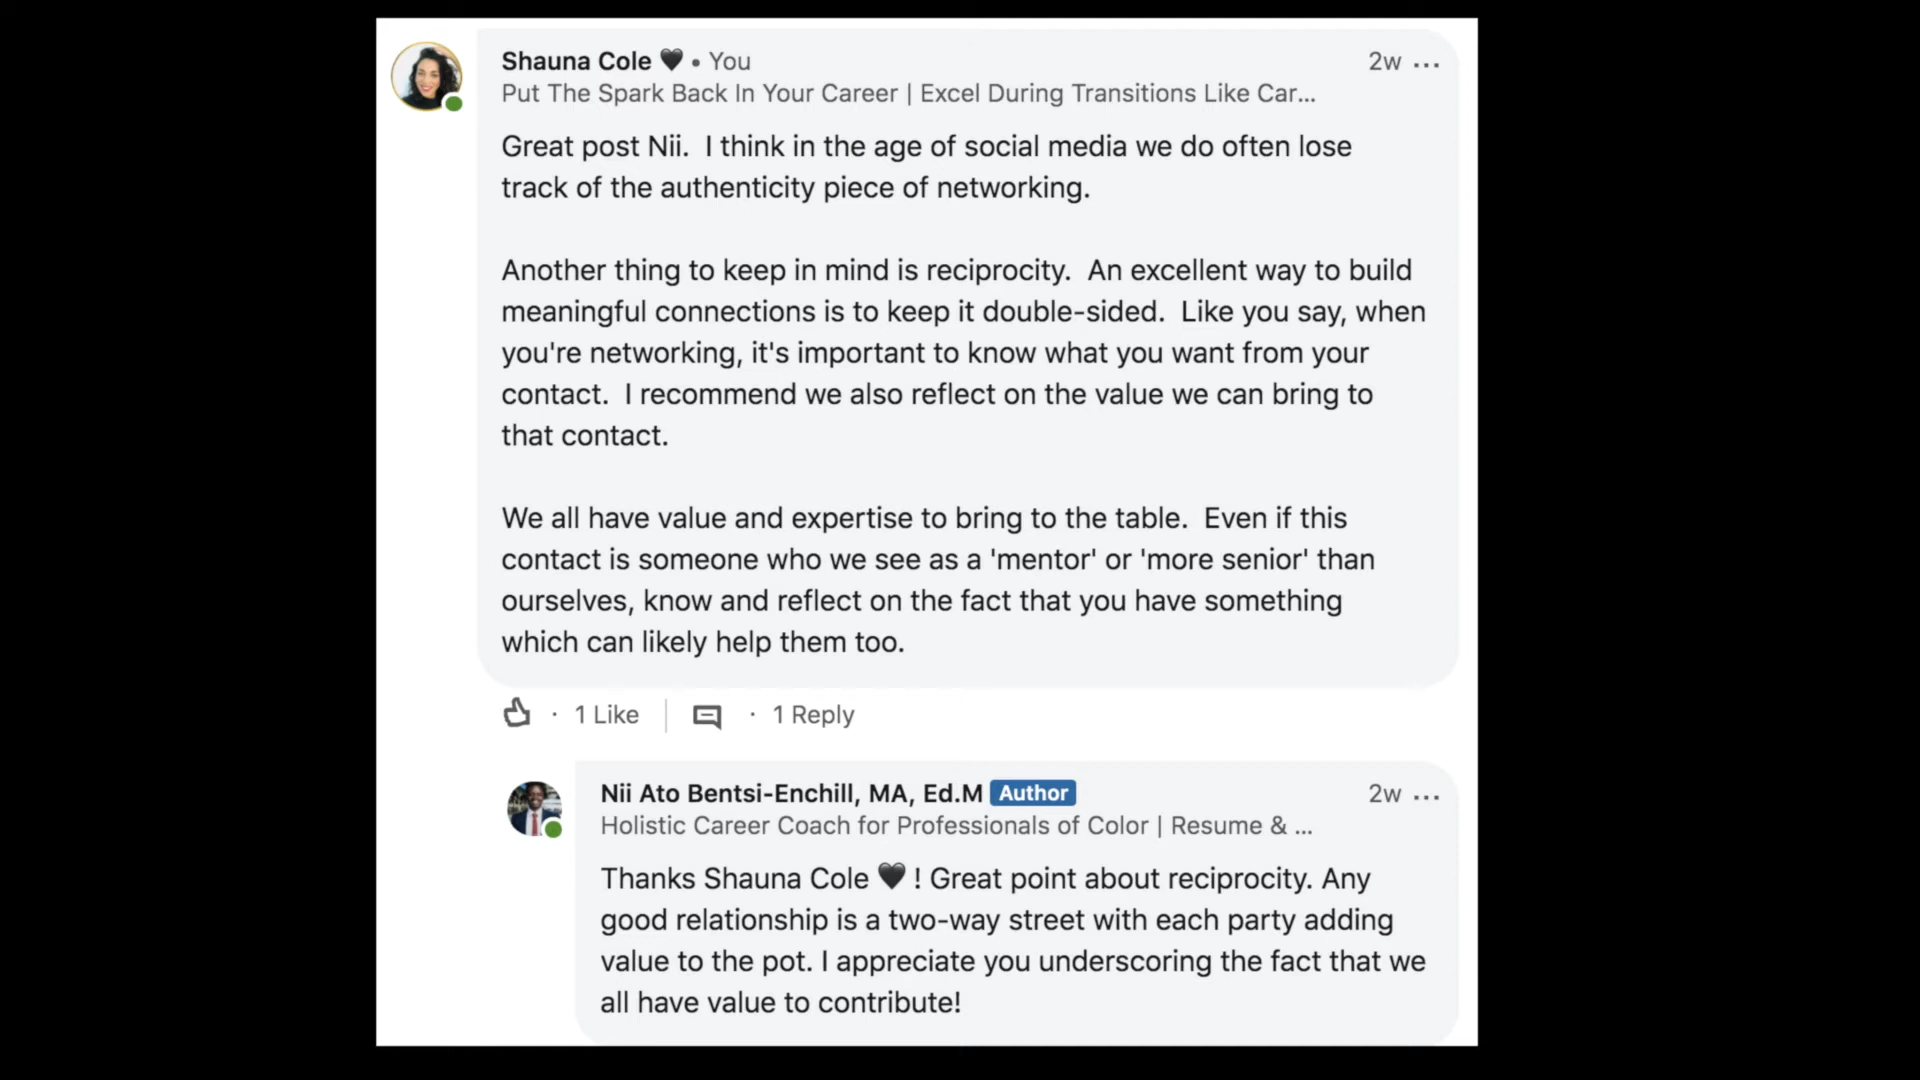 Shauna Cole 🖤 • You 2w ...
Put The Spark Back In Your Career | Excel During Transitions Like Car...
Great post Nii.  I think in the age of social media we do often lose
track of the authenticity piece of networking.
Another thing to keep in mind is reciprocity.  An excellent way to build
meaningful connections is to keep it double-sided.  Like you say, when
you're networking, it's important to know what you want from your
contact.  I recommend we also reflect on the value we can bring to
that contact.
We all have value and expertise to bring to the table.  Even if this
contact is someone who we see as a 'mentor' or 'more senior' than
ourselves, know and reflect on the fact that you have something
which can likely help them too.
· 1 Like | · 1 Reply
Nii Ato Bentsi-Enchill, MA, Ed.M Author 2w ...
Holistic Career Coach for Professionals of Color | Resume & ...
Thanks Shauna Cole 🖤 ! Great point about reciprocity. Any
good relationship is a two-way street with each party adding
value to the pot. I appreciate you underscoring the fact that we
all have value to contribute!